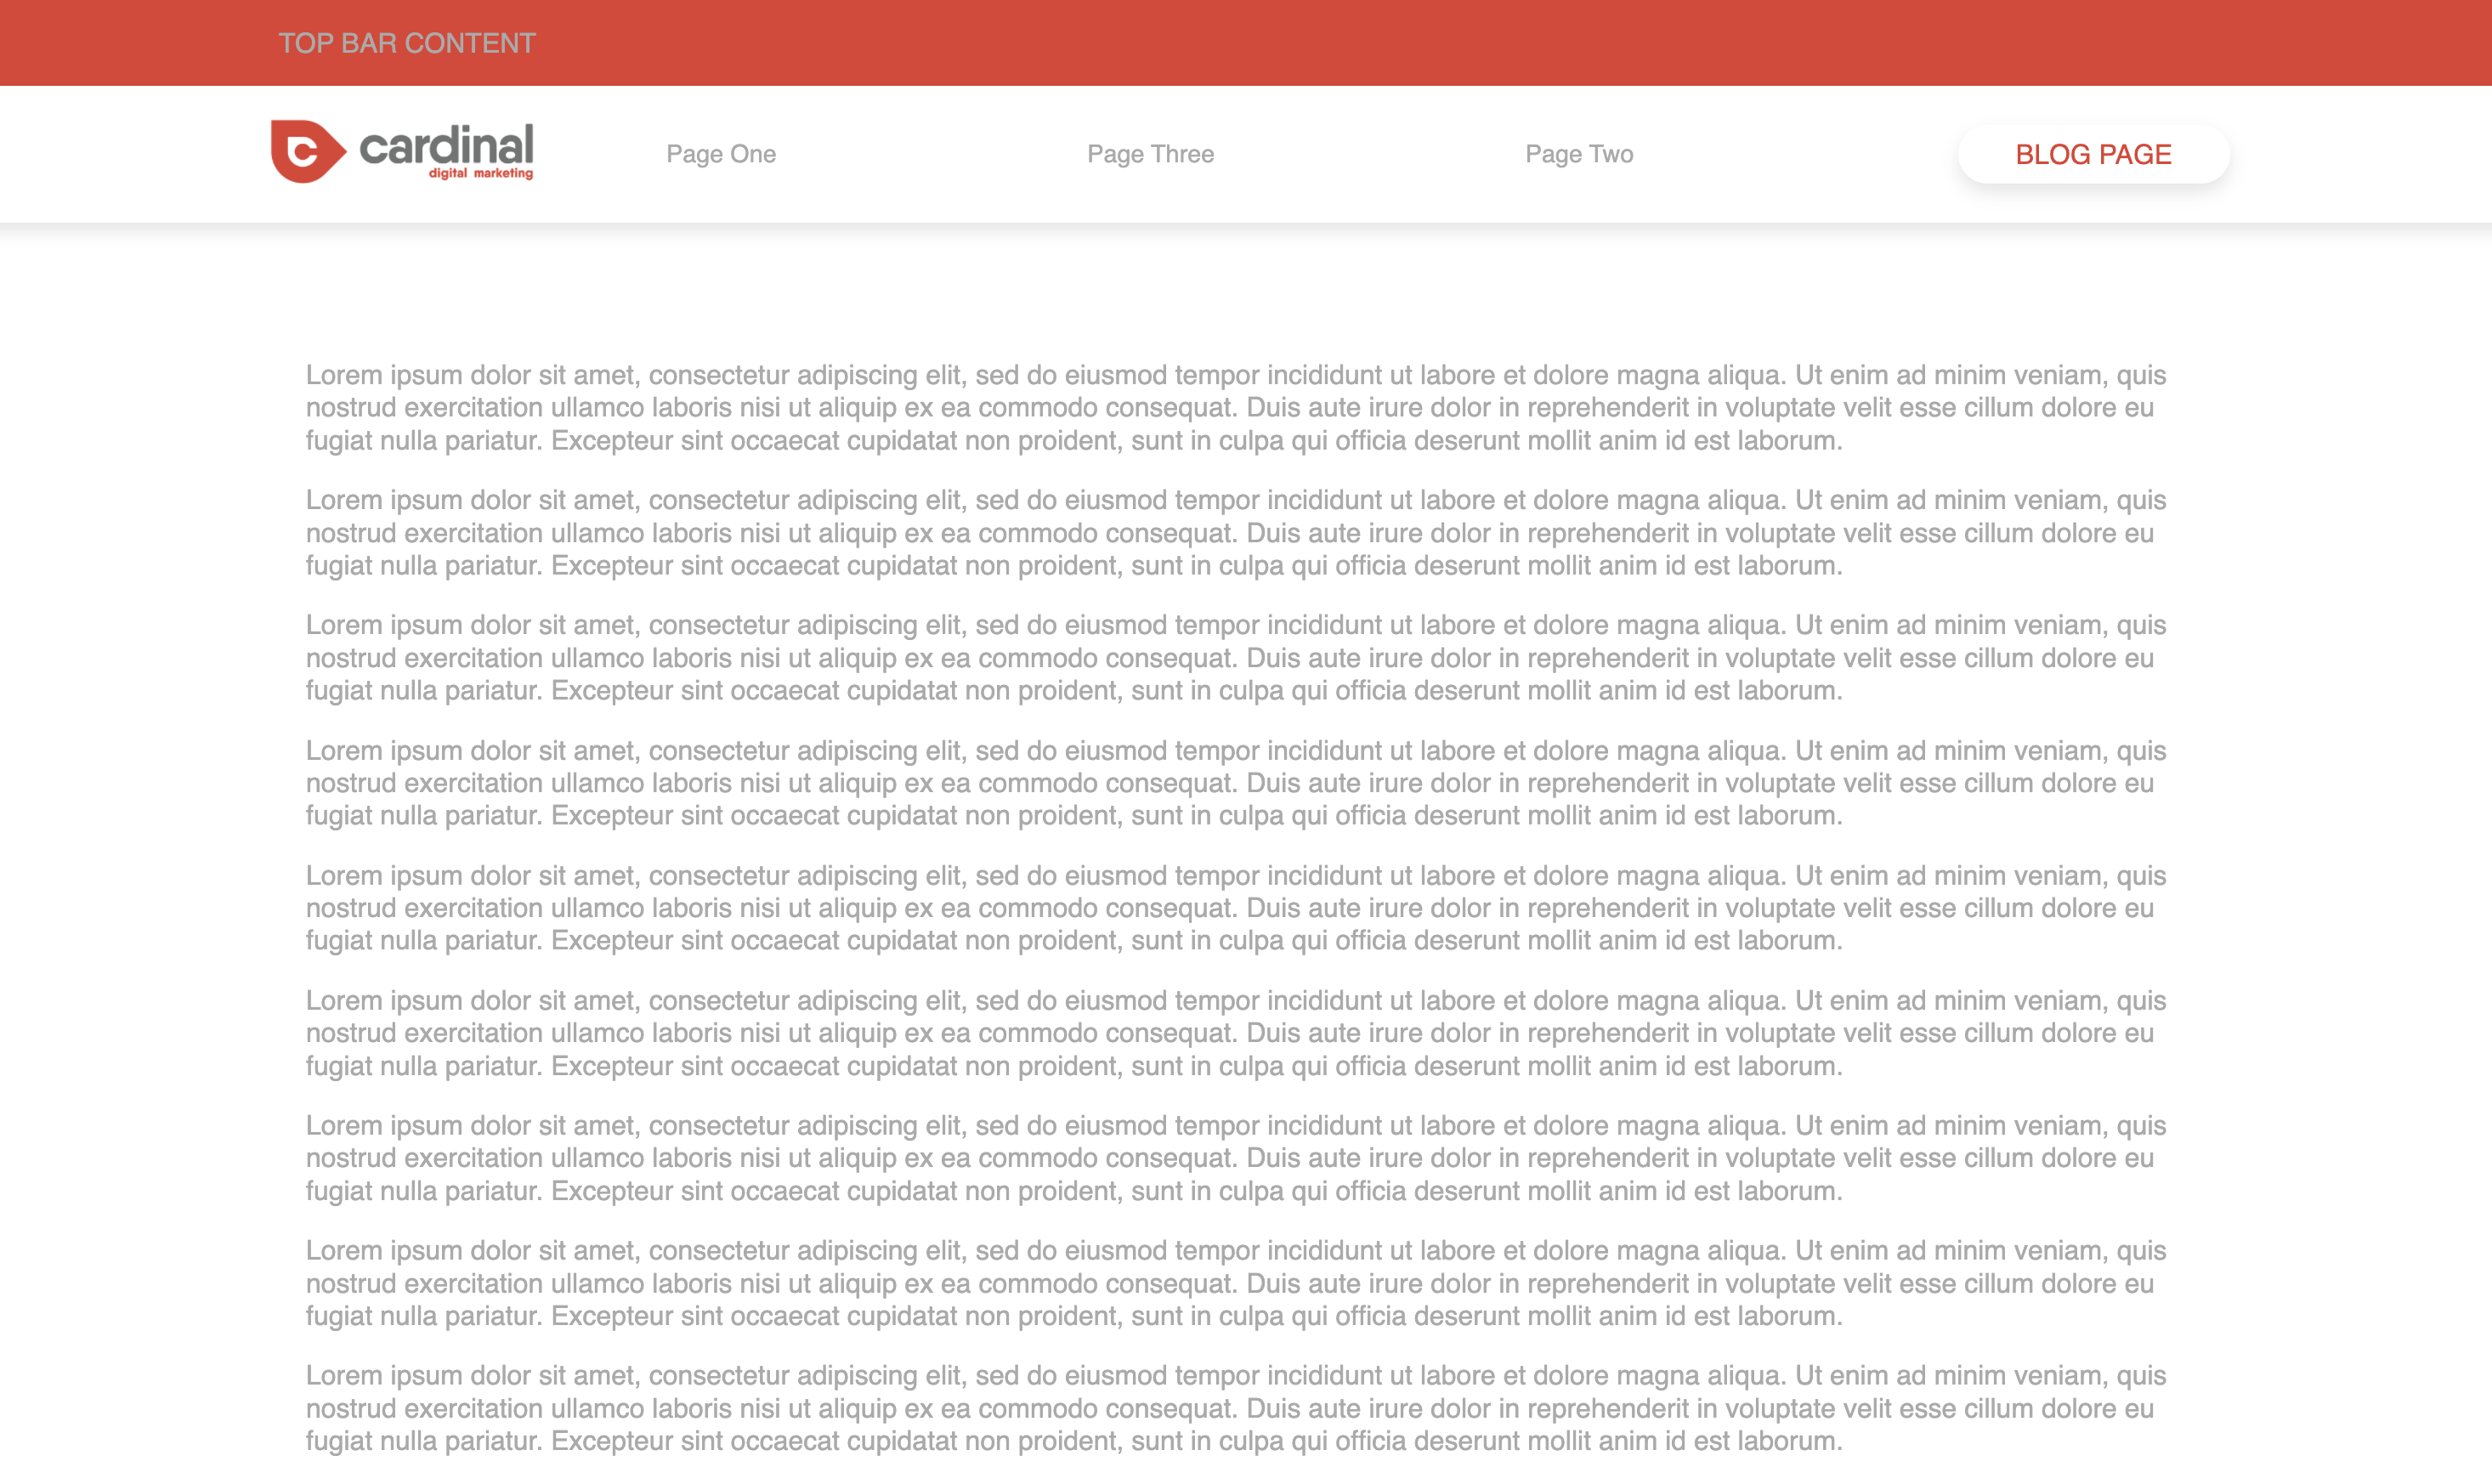 TOP BAR CONTENT
cardinal
digital marketing
Page One
Page Three
Page Two
BLOG PAGE
Lorem ipsum dolor sit amet, consectetur adipiscing elit, sed do eiusmod tempor incididunt ut labore et dolore magna aliqua. Ut enim ad minim veniam, quis
nostrud exercitation ullamco laboris nisi ut aliquip ex ea commodo consequat. Duis aute irure dolor in reprehenderit in voluptate velit esse cillum dolore eu
fugiat nulla pariatur. Excepteur sint occaecat cupidatat non proident, sunt in culpa qui officia deserunt mollit anim id est laborum.
Lorem ipsum dolor sit amet, consectetur adipiscing elit, sed do eiusmod tempor incididunt ut labore et dolore magna aliqua. Ut enim ad minim veniam, quis
nostrud exercitation ullamco laboris nisi ut aliquip ex ea commodo consequat. Duis aute irure dolor in reprehenderit in voluptate velit esse cillum dolore eu
fugiat nulla pariatur. Excepteur sint occaecat cupidatat non proident, sunt in culpa qui officia deserunt mollit anim id est laborum.
Lorem ipsum dolor sit amet, consectetur adipiscing elit, sed do eiusmod tempor incididunt ut labore et dolore magna aliqua. Ut enim ad minim veniam, quis
nostrud exercitation ullamco laboris nisi ut aliquip ex ea commodo consequat. Duis aute irure dolor in reprehenderit in voluptate velit esse cillum dolore eu
fugiat nulla pariatur. Excepteur sint occaecat cupidatat non proident, sunt in culpa qui officia deserunt mollit anim id est laborum.
Lorem ipsum dolor sit amet, consectetur adipiscing elit, sed do eiusmod tempor incididunt ut labore et dolore magna aliqua. Ut enim ad minim veniam, quis
nostrud exercitation ullamco laboris nisi ut aliquip ex ea commodo consequat. Duis aute irure dolor in reprehenderit in voluptate velit esse cillum dolore eu
fugiat nulla pariatur. Excepteur sint occaecat cupidatat non proident, sunt in culpa qui officia deserunt mollit anim id est laborum.
Lorem ipsum dolor sit amet, consectetur adipiscing elit, sed do eiusmod tempor incididunt ut labore et dolore magna aliqua. Ut enim ad minim veniam, quis
nostrud exercitation ullamco laboris nisi ut aliquip ex ea commodo consequat. Duis aute irure dolor in reprehenderit in voluptate velit esse cillum dolore eu
fugiat nulla pariatur. Excepteur sint occaecat cupidatat non proident, sunt in culpa qui officia deserunt mollit anim id est laborum.
Lorem ipsum dolor sit amet, consectetur adipiscing elit, sed do eiusmod tempor incididunt ut labore et dolore magna aliqua. Ut enim ad minim veniam, quis
nostrud exercitation ullamco laboris nisi ut aliquip ex ea commodo consequat. Duis aute irure dolor in reprehenderit in voluptate velit esse cillum dolore eu
fugiat nulla pariatur. Excepteur sint occaecat cupidatat non proident, sunt in culpa qui officia deserunt mollit anim id est laborum.
Lorem ipsum dolor sit amet, consectetur adipiscing elit, sed do eiusmod tempor incididunt ut labore et dolore magna aliqua. Ut enim ad minim veniam, quis
nostrud exercitation ullamco laboris nisi ut aliquip ex ea commodo consequat. Duis aute irure dolor in reprehenderit in voluptate velit esse cillum dolore eu
fugiat nulla pariatur. Excepteur sint occaecat cupidatat non proident, sunt in culpa qui officia deserunt mollit anim id est laborum.
Lorem ipsum dolor sit amet, consectetur adipiscing elit, sed do eiusmod tempor incididunt ut labore et dolore magna aliqua. Ut enim ad minim veniam, quis
nostrud exercitation ullamco laboris nisi ut aliquip ex ea commodo consequat. Duis aute irure dolor in reprehenderit in voluptate velit esse cillum dolore eu
fugiat nulla pariatur. Excepteur sint occaecat cupidatat non proident, sunt in culpa qui officia deserunt mollit anim id est laborum.
Lorem ipsum dolor sit amet, consectetur adipiscing elit, sed do eiusmod tempor incididunt ut labore et dolore magna aliqua. Ut enim ad minim veniam, quis
nostrud exercitation ullamco laboris nisi ut aliquip ex ea commodo consequat. Duis aute irure dolor in reprehenderit in voluptate velit esse cillum dolore eu
fugiat nulla pariatur. Excepteur sint occaecat cupidatat non proident, sunt in culpa qui officia deserunt mollit anim id est laborum.